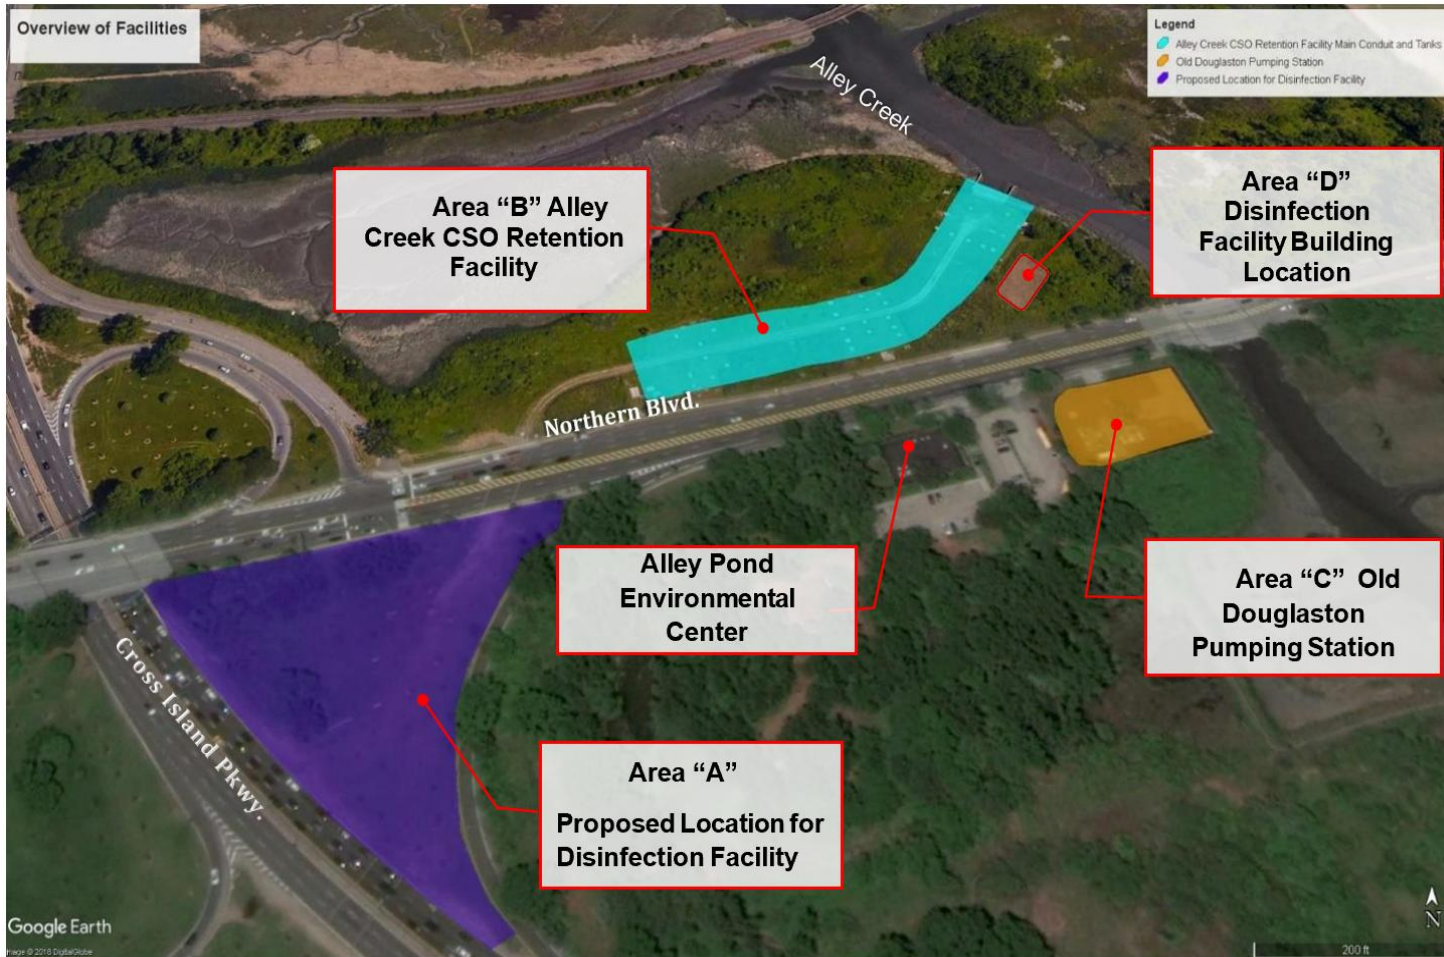 Overview of Facilities
Legend
Alley Creek CSO Retention Facility Main Conduit and Tanks
Old Douglaston Pumping Station
Proposed Location for Disinfection Facility
Alley Creek
Area “B” Alley
Creek CSO Retention
Facility
Area “D”
Disinfection
Facility Building
Location
Northern Blvd.
Alley Pond
Environmental
Center
Area “C” Old
Douglaston
Pumping Station
Cross Island Pkwy.
Area “A”
Proposed Location for
Disinfection Facility
Google Earth
Image © 2018 DigitalGlobe
N
200 ft